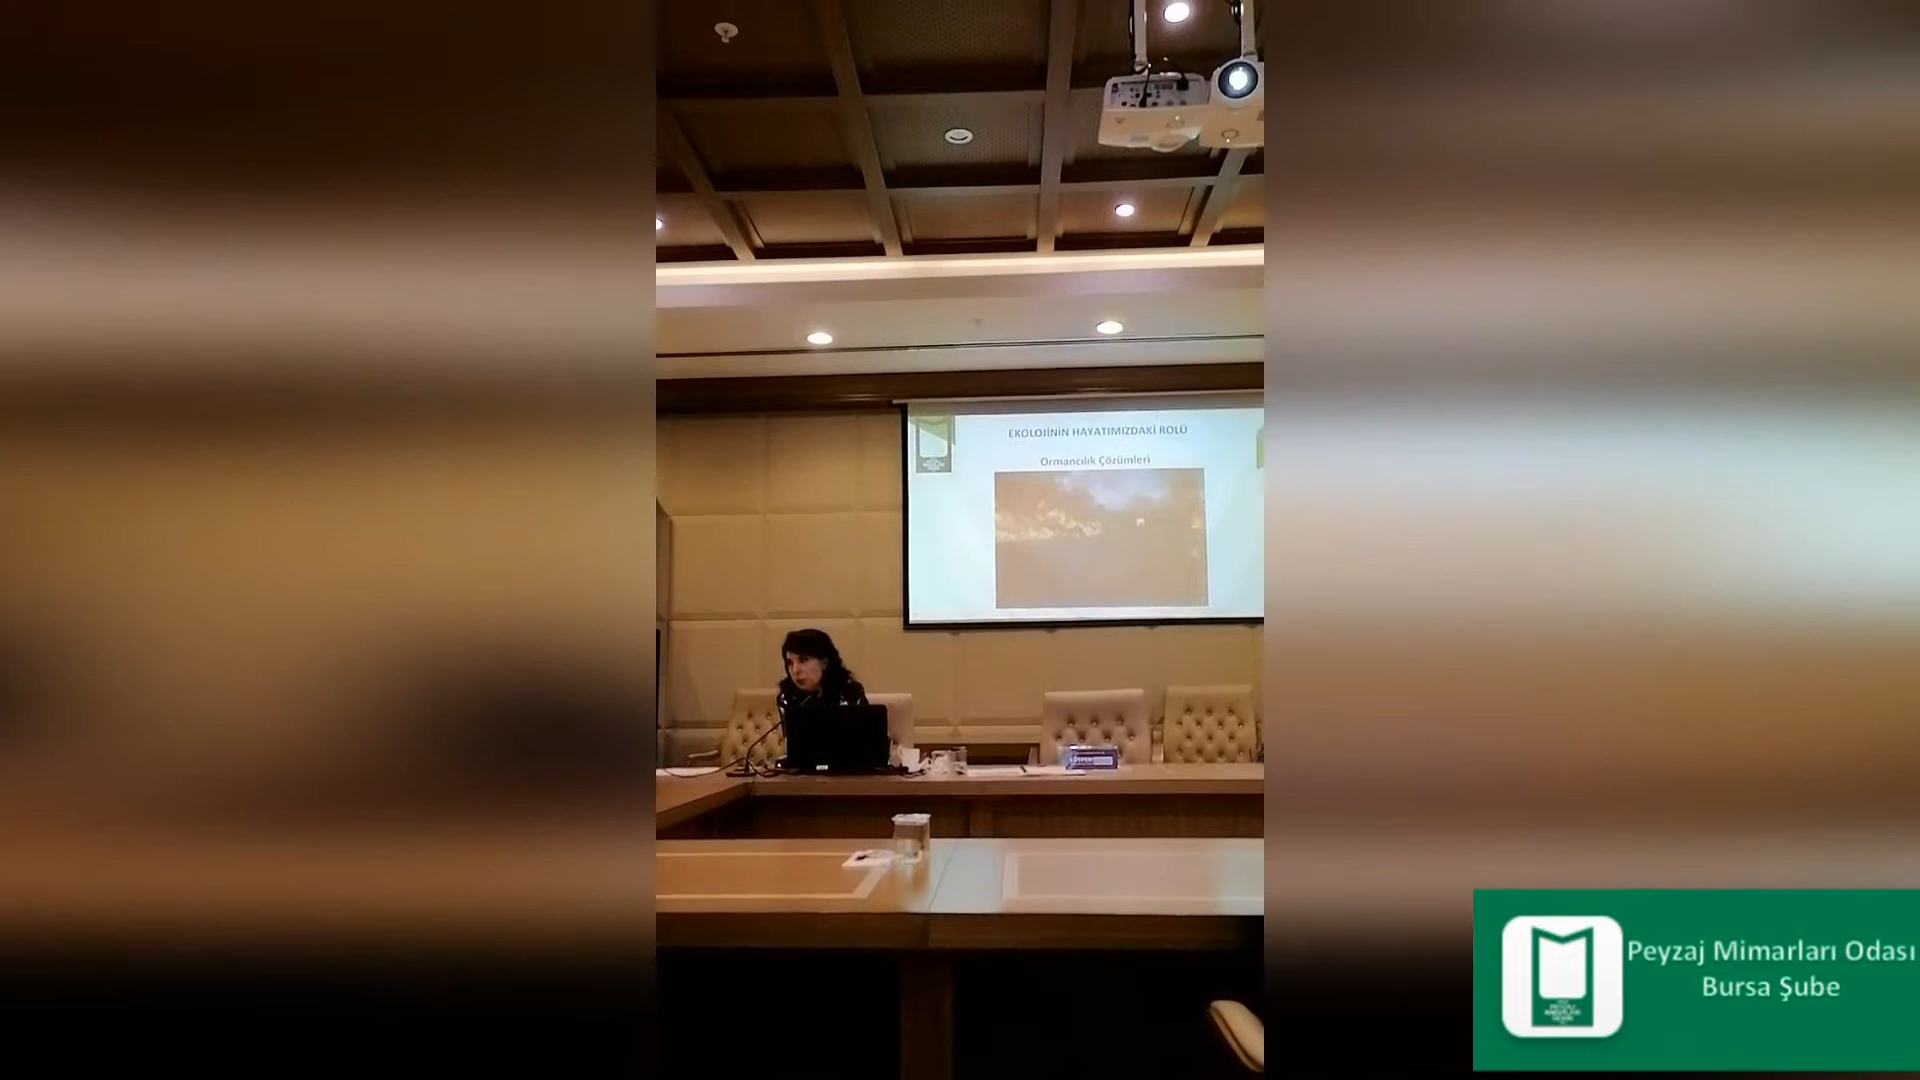 EKOLOJİNİN HAYATIMIZDAKİ ROLÜ
Ormancılık Çözümleri
Peyzaj Mimarları Odası
Bursa Şube